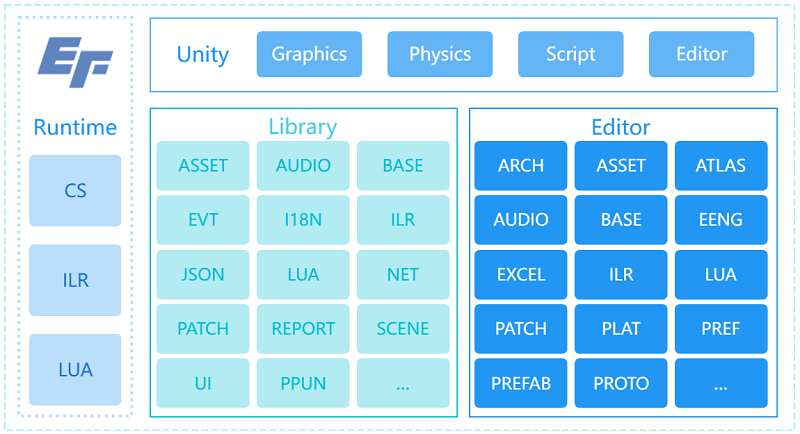 EF
Runtime
CS
ILR
LUA
Unity Graphics Physics Script Editor
Library
ASSET AUDIO BASE
EVT I18N ILR
JSON LUA NET
PATCH REPORT SCENE
UI PPUN ...
Editor
ARCH ASSET ATLAS
AUDIO BASE EENG
EXCEL ILR LUA
PATCH PLAT PREF
PREFAB PROTO ...